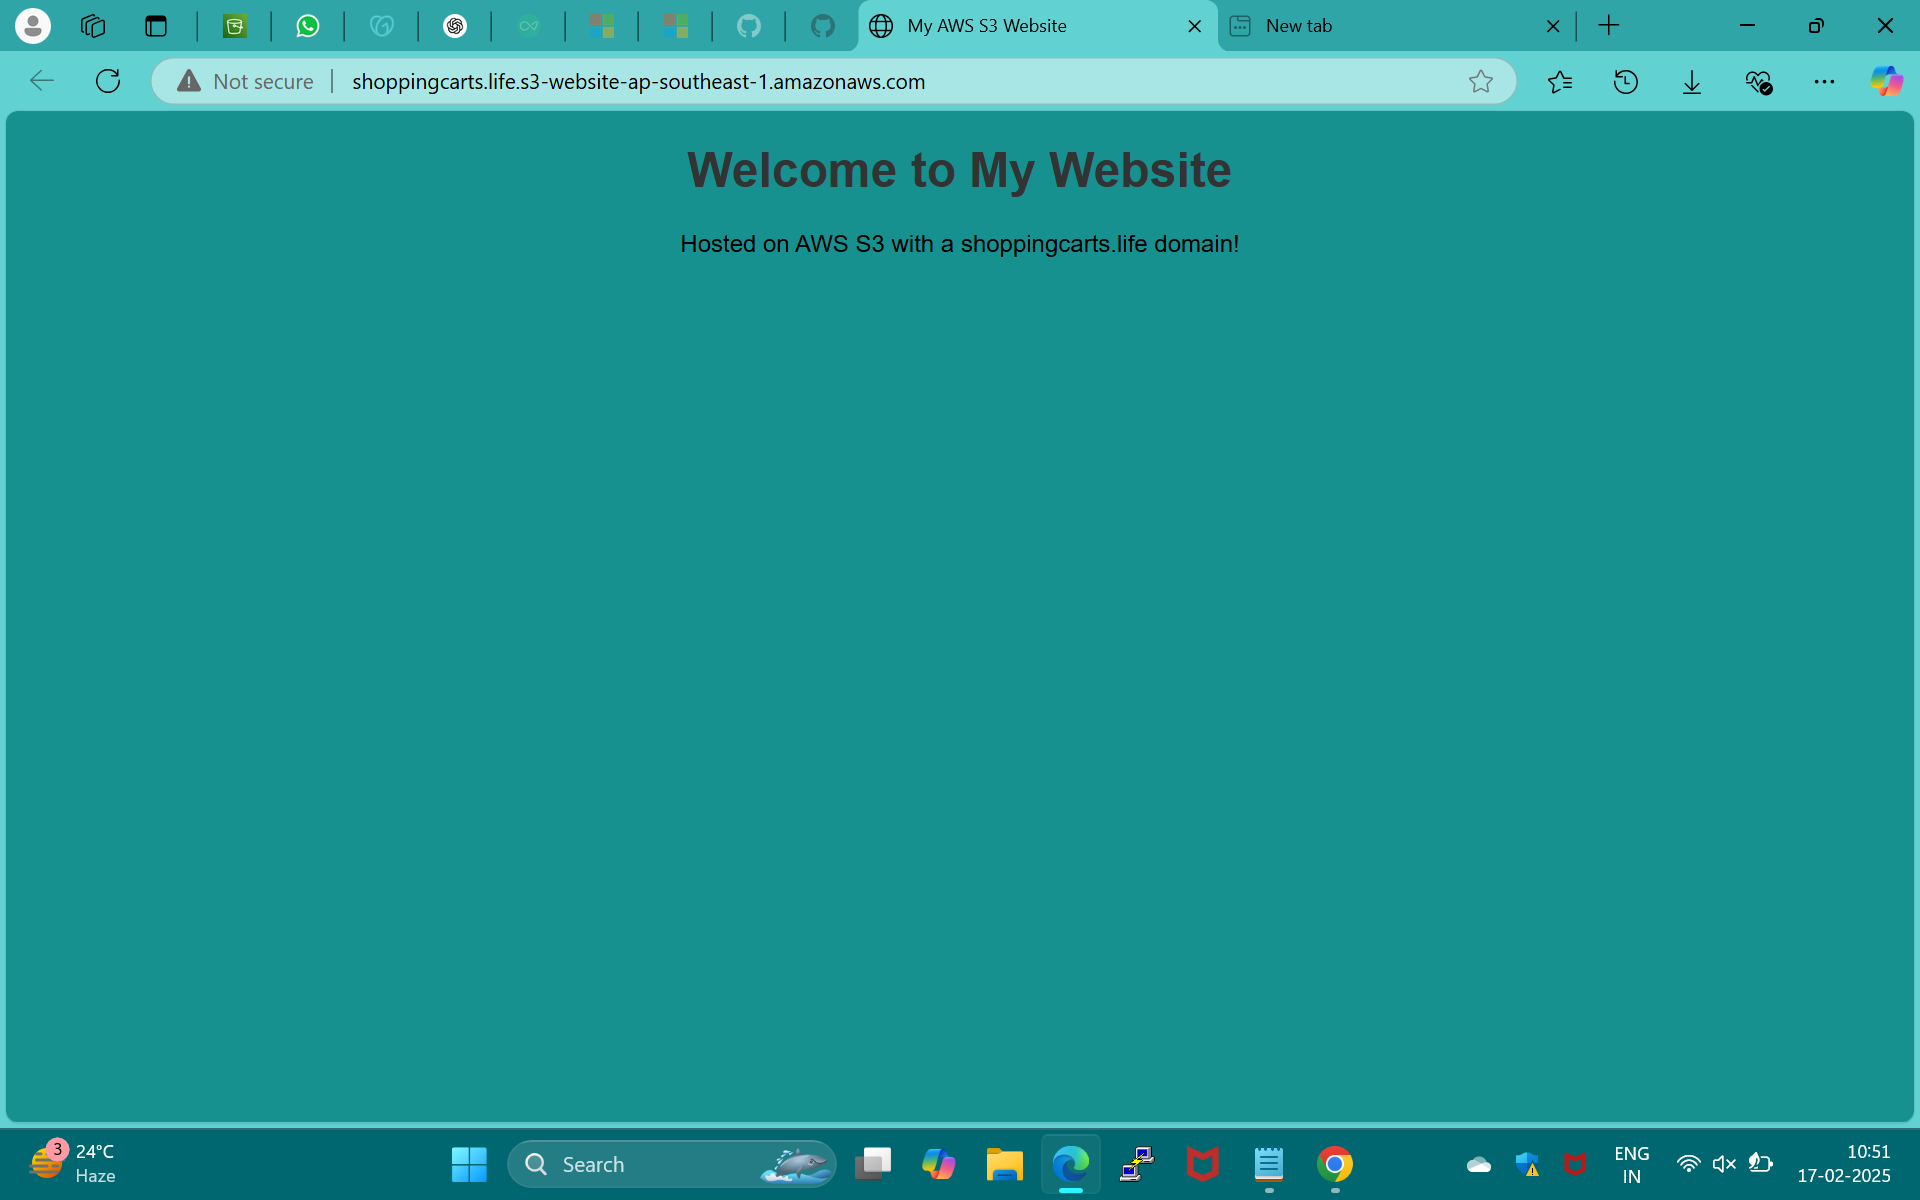 My AWS S3 Website
New tab
Not secure
shoppingcarts.life.s3-website-ap-southeast-1.amazonaws.com
Welcome to My Website
Hosted on AWS S3 with a shoppingcarts.life domain!
3
24°C
Haze
Search
ENG
IN
10:51
17-02-2025